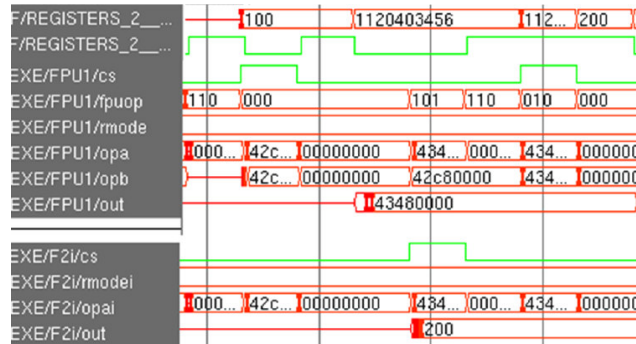 F/REGISTERS_2__... 100 1120403456 112... 200
F/REGISTERS_2__...
EXE/FPU1/cs
EXE/FPU1/fpuop 110 000 101 110 010 000
EXE/FPU1/rmode
EXE/FPU1/opa 000... 42c... 00000000 434... 000... 434... 000000
EXE/FPU1/opb 42c... 00000000 42c80000 434... 000000
EXE/FPU1/out 43480000
EXE/F2i/cs
EXE/F2i/rmodei
EXE/F2i/opai 000... 42c... 00000000 434... 000... 434... 000000
EXE/F2i/out 200